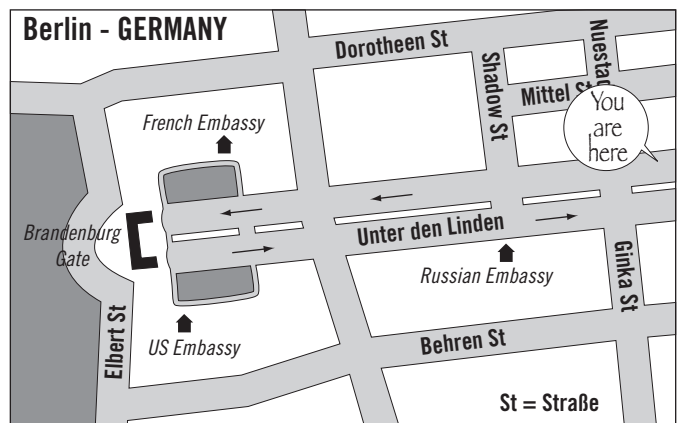 Berlin - GERMANY
Dorotheen St
Shadow St
Mittel St
You
are
here
French Embassy
Brandenburg
Gate
Unter den Linden
Russian Embassy
Ginka St
Elbert St
US Embassy
Behren St
St = Straße